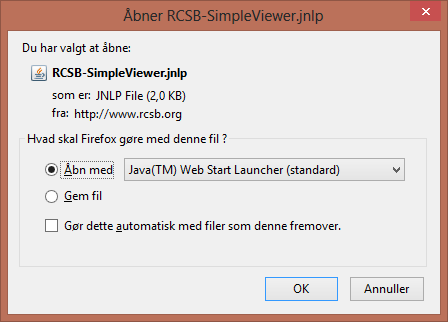 Åbner RCSB-SimpleViewer.jnlp
Du har valgt at åbne:
RCSB-SimpleViewer.jnlp
som er: JNLP File (2,0 KB)
fra: http://www.rcsb.org
Hvad skal Firefox gøre med denne fil ?
Åbn med Java(TM) Web Start Launcher (standard)
Gem fil
Gør dette automatisk med filer som denne fremover.
OK Annuller